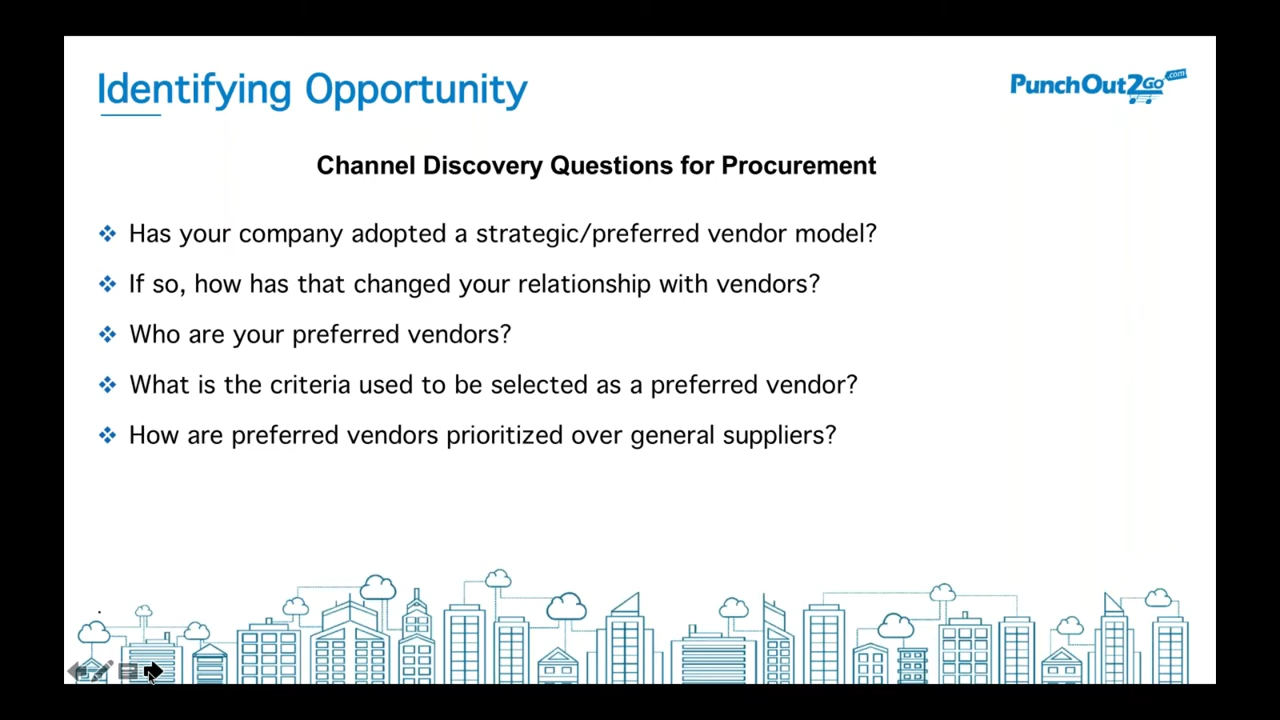 Identifying Opportunity
PunchOut2Go.com
Channel Discovery Questions for Procurement
Has your company adopted a strategic/preferred vendor model?
If so, how has that changed your relationship with vendors?
Who are your preferred vendors?
What is the criteria used to be selected as a preferred vendor?
How are preferred vendors prioritized over general suppliers?
.